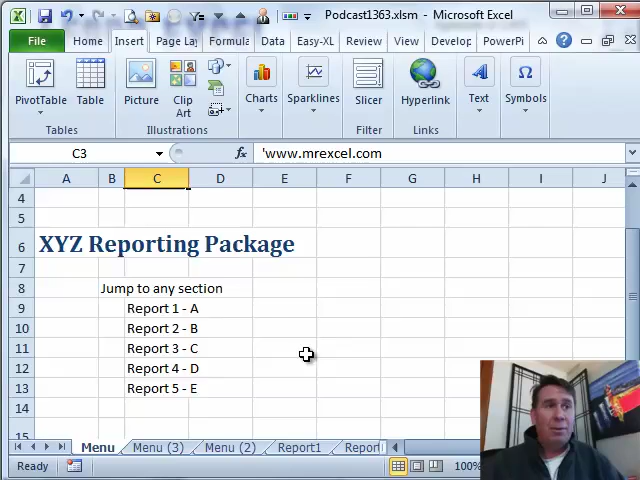 Podcast1363.xlsm - Microsoft Excel
File Home Insert Page Lay Formula Data Easy-XL Review View Develop PowerPi
PivotTable Table Picture Clip Art Charts Sparklines Slicer Hyperlink Text Symbols
Tables Illustrations Filter Links
C3 fx 'www.mrexcel.com
A B C D E F G H I J
4
5
6 XYZ Reporting Package
7
8 Jump to any section
9 Report 1 - A
10 Report 2 - B
11 Report 3 - C
12 Report 4 - D
13 Report 5 - E
14
15
Menu Menu (3) Menu (2) Report1 Report
Ready 100%